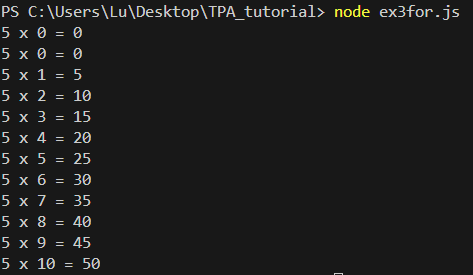 PS C:\Users\Lu\Desktop\TPA_tutorial> node ex3for.js
5 x 0 = 0
5 x 0 = 0
5 x 1 = 5
5 x 2 = 10
5 x 3 = 15
5 x 4 = 20
5 x 5 = 25
5 x 6 = 30
5 x 7 = 35
5 x 8 = 40
5 x 9 = 45
5 x 10 = 50